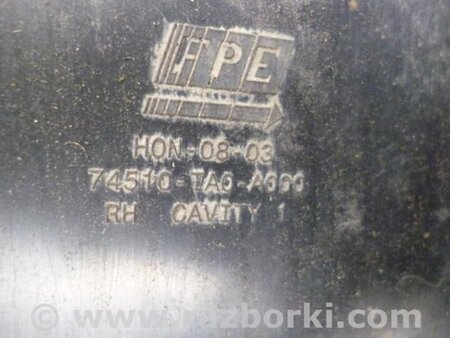 FPE
HON-08-03
74510-TA0-A000
RH CAVITY 1
www.razborki.com